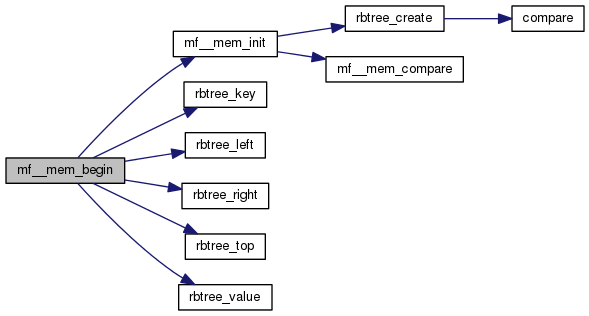 rbtree_create
compare
mf__mem_init
mf__mem_compare
rbtree_key
rbtree_left
mf__mem_begin
rbtree_right
rbtree_top
rbtree_value